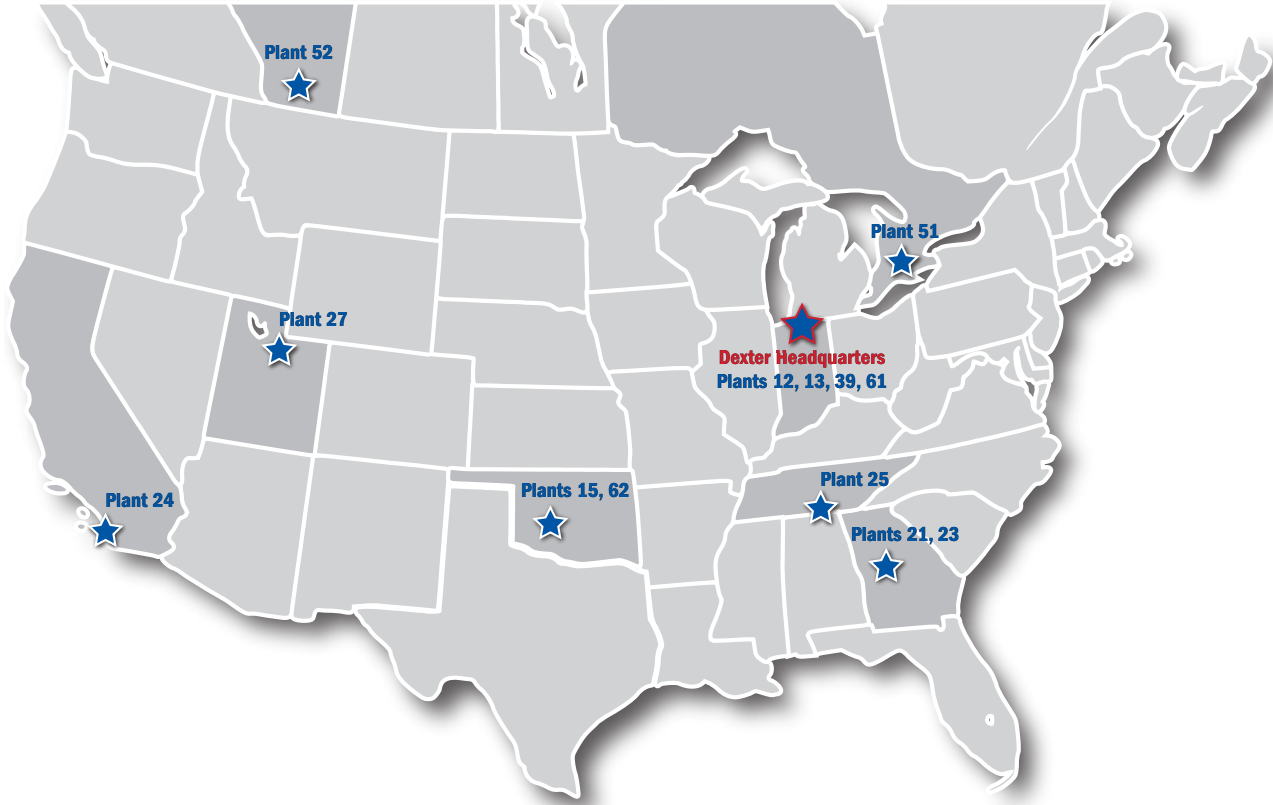 Plant 52
Plant 51
Plant 27
Dexter Headquarters
Plants 12, 13, 39, 61
Plant 25
Plants 15, 62
Plant 24
Plants 21, 23